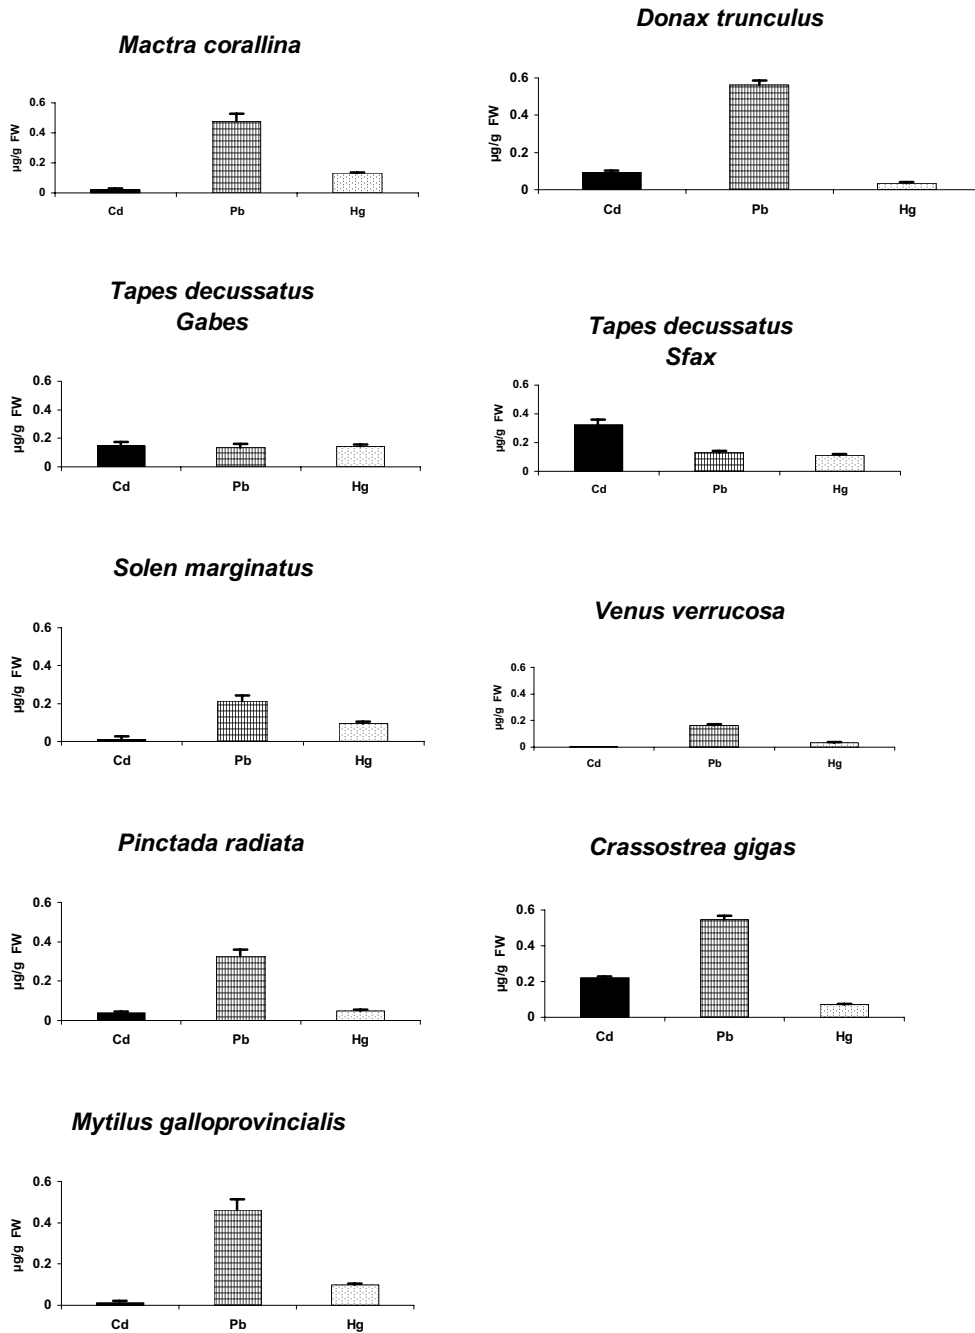 Mactra corallina
µg/g FW
0.6
0.4
0.2
0
Cd Pb Hg
Donax trunculus
µg/g FW
0.6
0.4
0.2
0
Cd Pb Hg
Tapes decussatus
Gabes
µg/g FW
0.6
0.4
0.2
0
Cd Pb Hg
Tapes decussatus
Sfax
µg/g FW
0.6
0.4
0.2
0
Cd Pb Hg
Solen marginatus
µg/g FW
0.6
0.4
0.2
0
Cd Pb Hg
Venus verrucosa
µg/g FW
0.6
0.4
0.2
0
Cd Pb Hg
Pinctada radiata
µg/g FW
0.6
0.4
0.2
0
Cd Pb Hg
Crassostrea gigas
µg/g FW
0.6
0.4
0.2
0
Cd Pb Hg
Mytilus galloprovincialis
µg/g FW
0.6
0.4
0.2
0
Cd Pb Hg